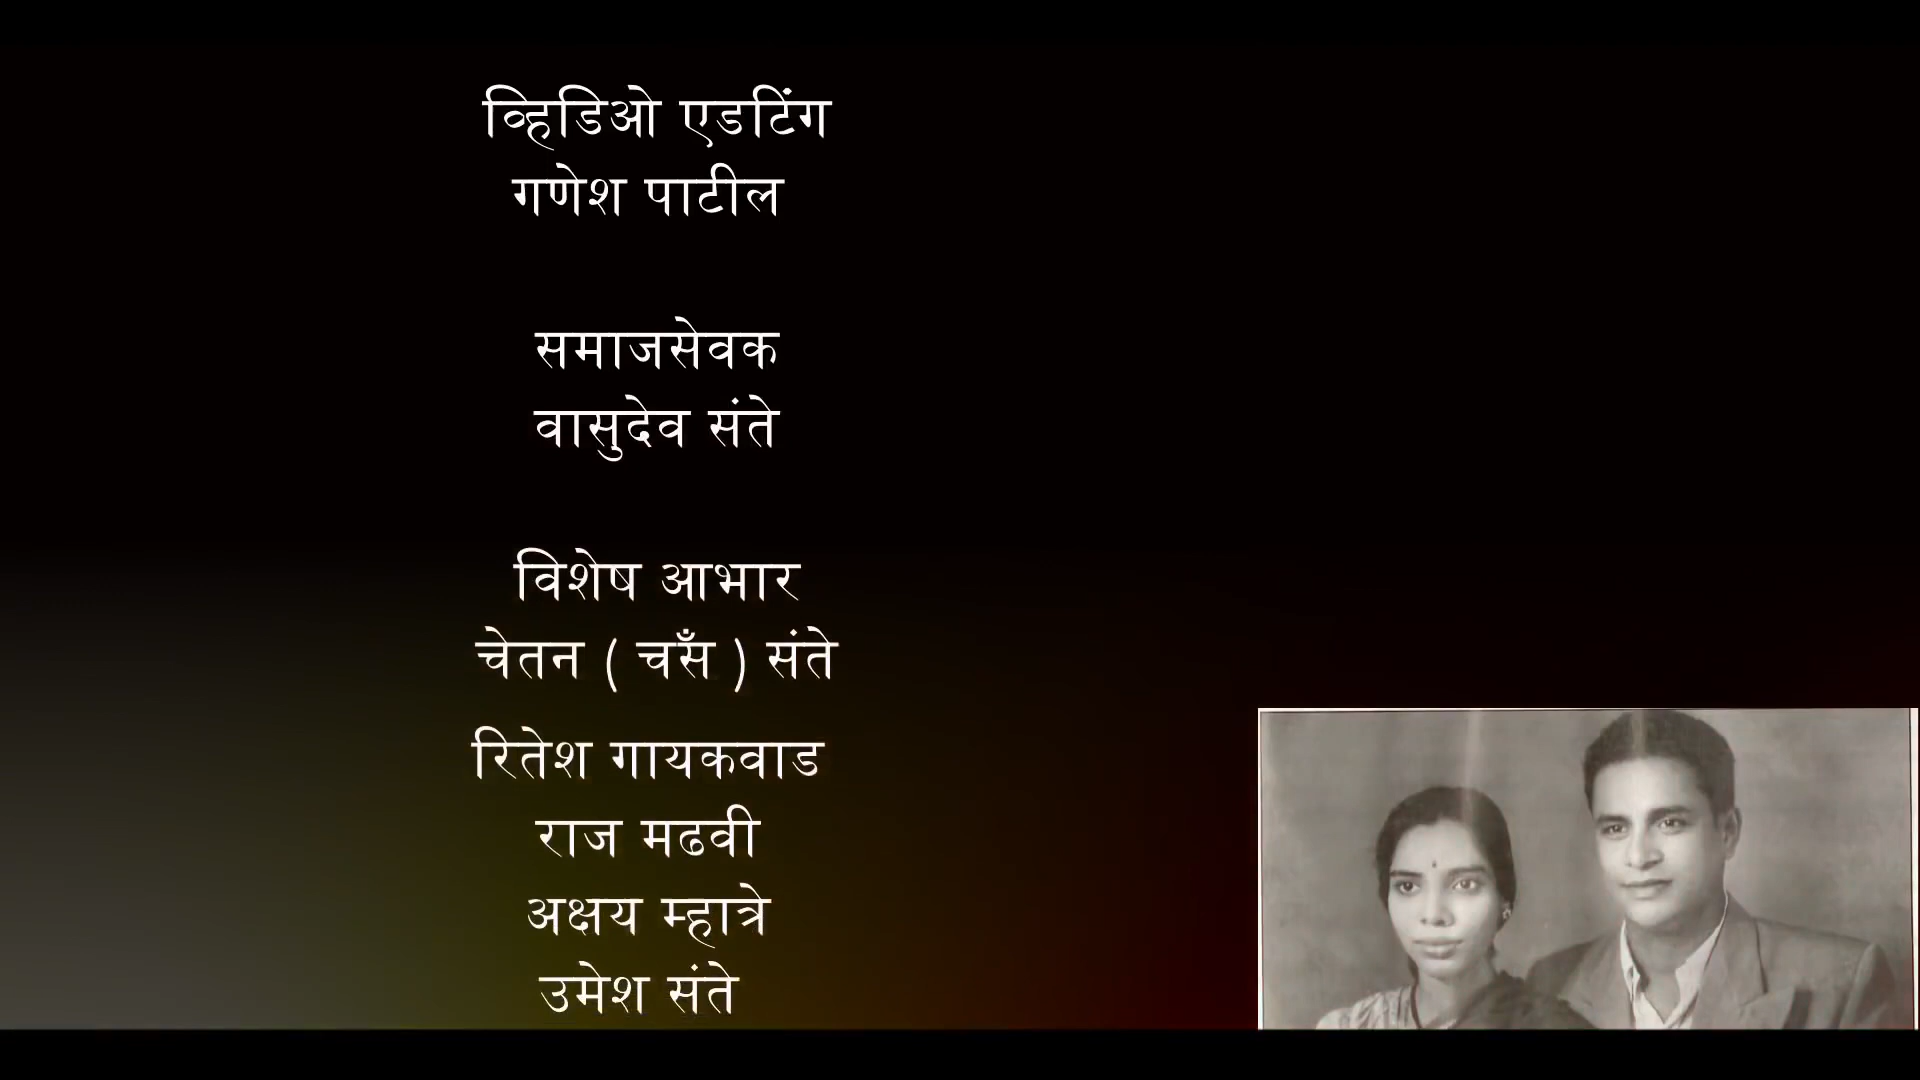 व्हिडिओ एडटिंग
गणेश पाटील
समाजसेवक
वासुदेव संते
विशेष आभार
चेतन ( चसँ ) संते
रितेश गायकवाड
राज मढवी
अक्षय म्हात्रे
उमेश संते